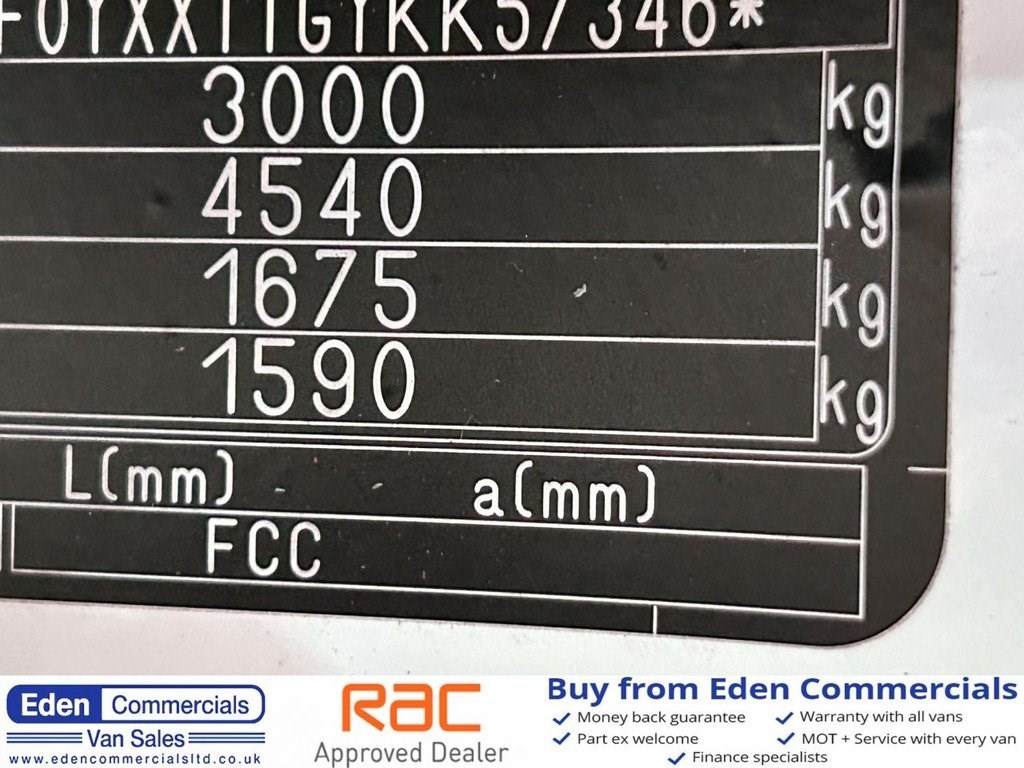 F0YXXTTGYKK57346*
3000 kg
4540 kg
1675 kg
1590 kg
L(mm) a(mm)
FCC
Eden Commercials
Van Sales
www.edencommercialsltd.co.uk
RAC
Approved Dealer
Buy from Eden Commercials
Money back guarantee
Warranty with all vans
Part ex welcome
MOT + Service with every van
Finance specialists